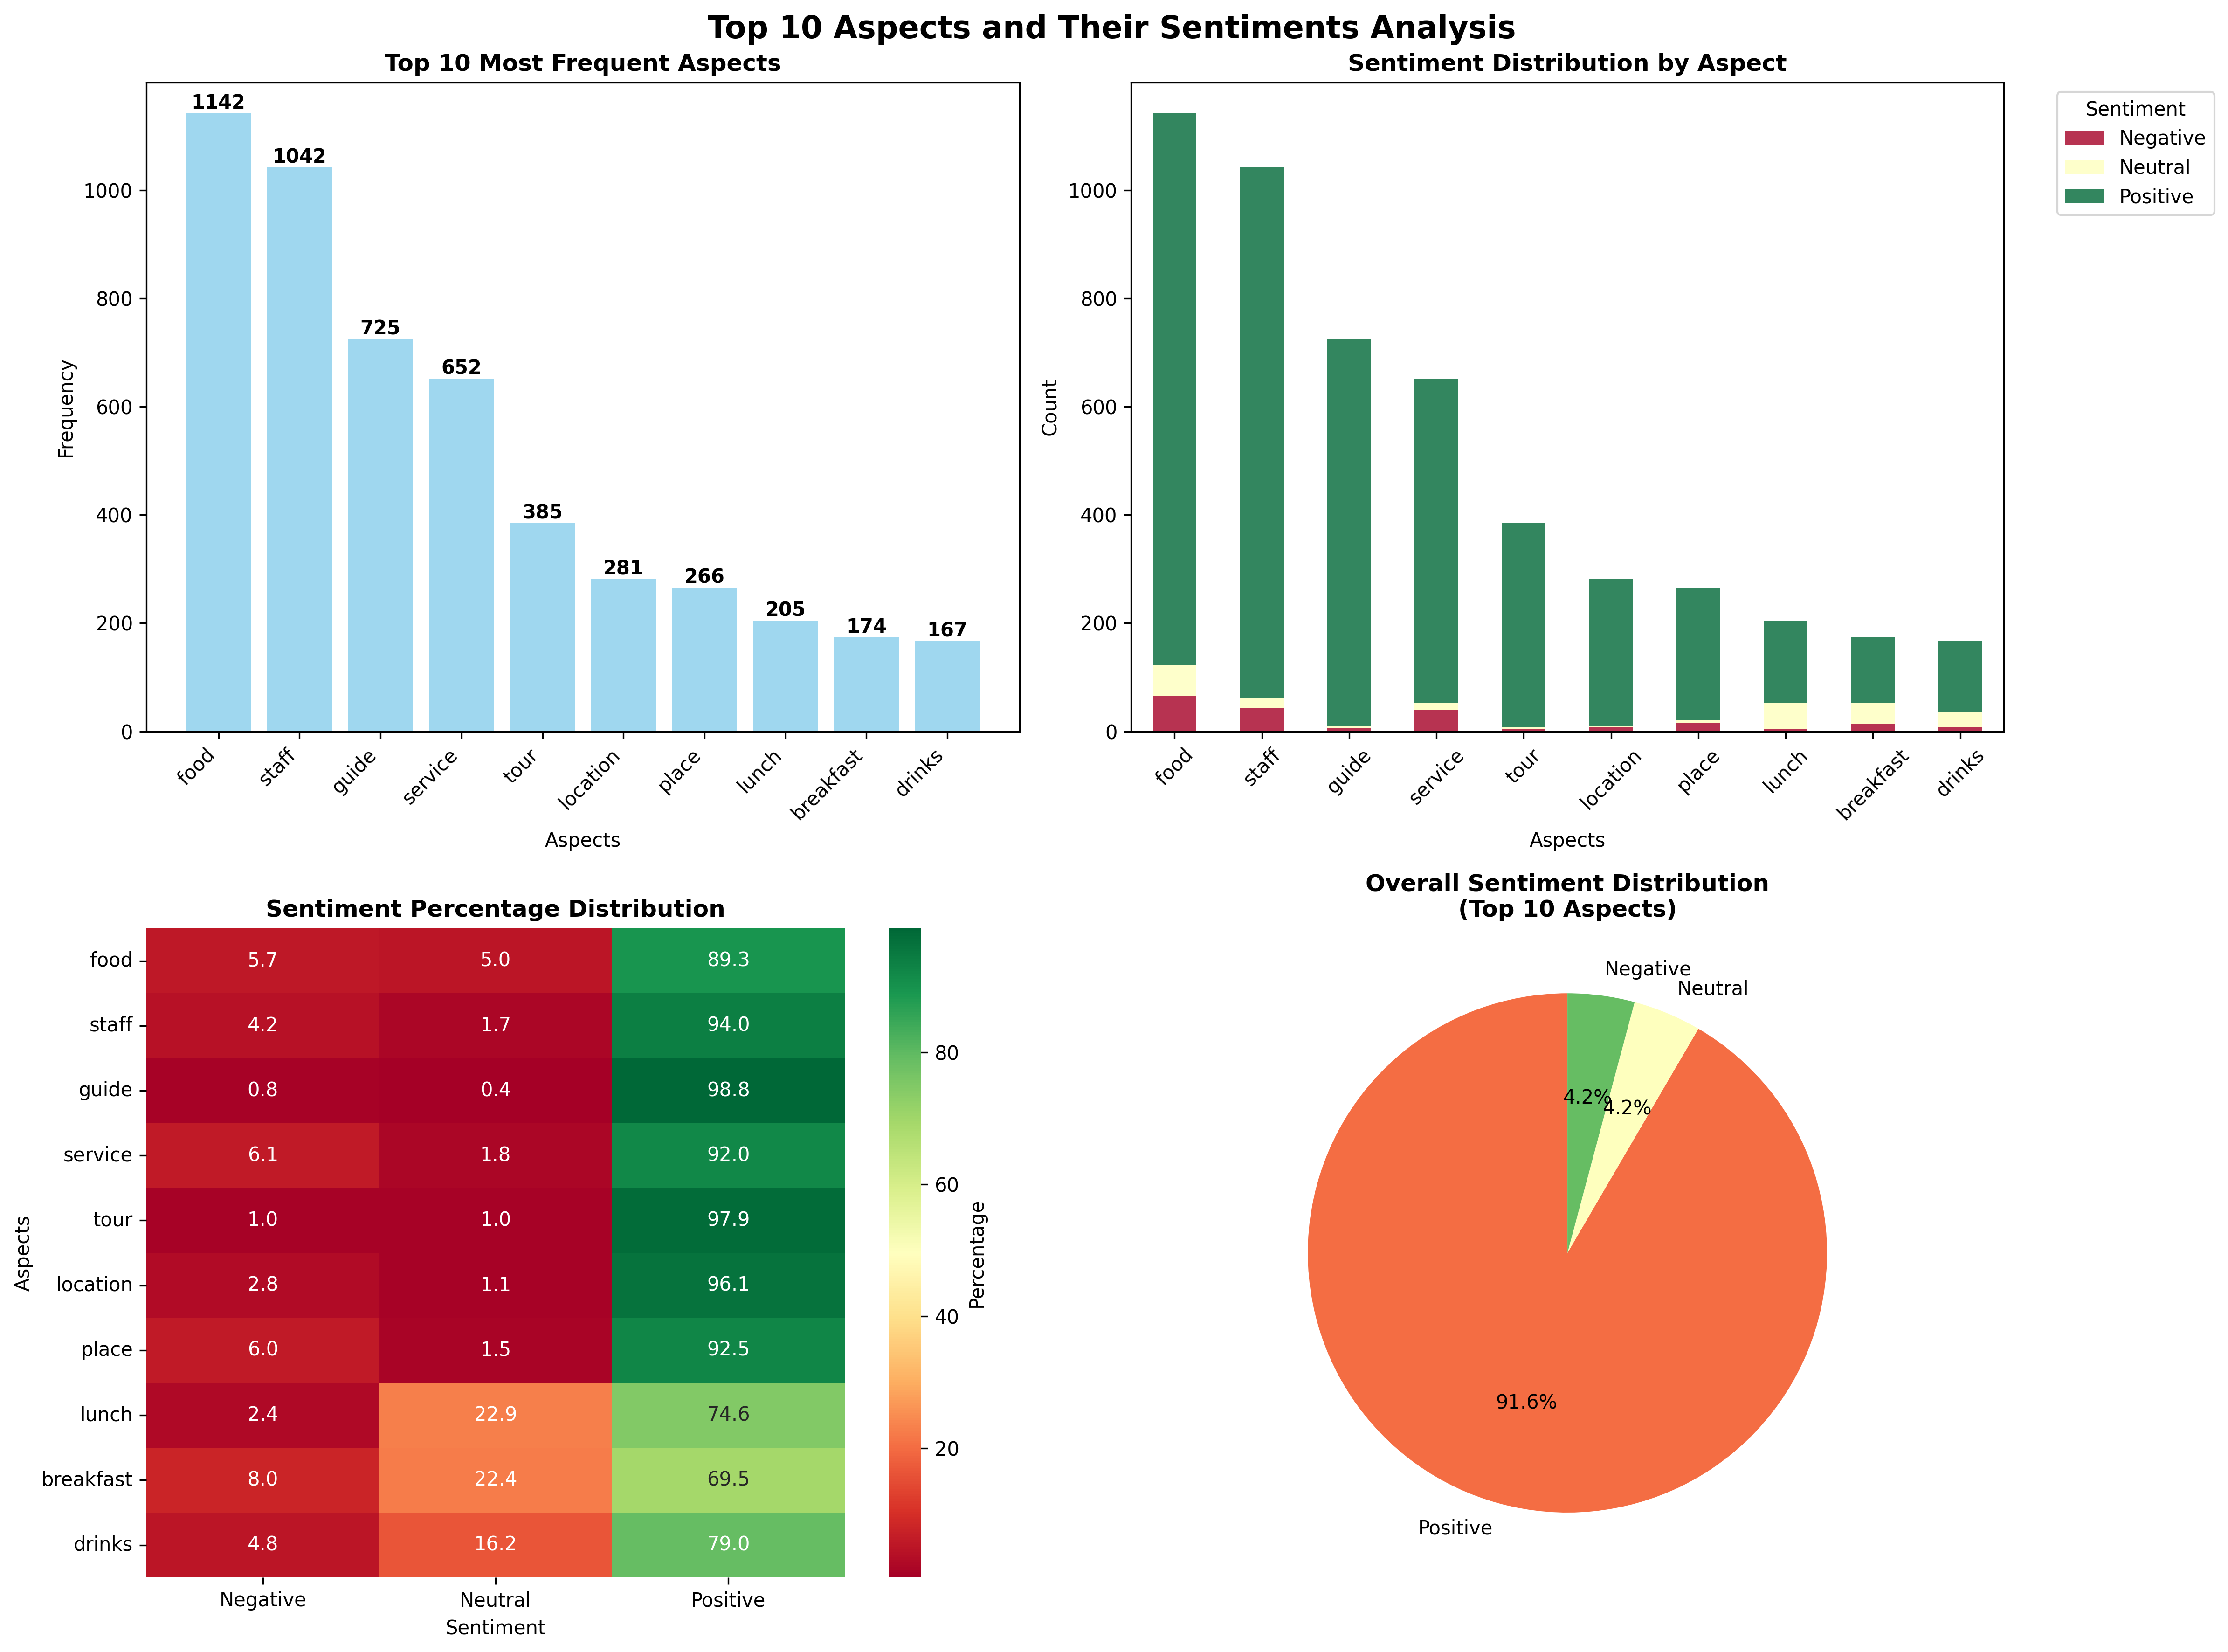 Top 10 Aspects and Their Sentiments Analysis
Top 10 Most Frequent Aspects
1142
1042
725
652
385
281
266
205
174
167
1000
800
600
400
200
0
Frequency
food
staff
guide
service
tour
location
place
lunch
breakfast
drinks
Aspects
Sentiment Distribution by Aspect
1000
800
600
400
200
0
Count
food
staff
guide
service
tour
location
place
lunch
breakfast
drinks
Aspects
Sentiment
Negative
Neutral
Positive
Sentiment Percentage Distribution
Aspects
food 5.7 5.0 89.3
staff 4.2 1.7 94.0
guide 0.8 0.4 98.8
service 6.1 1.8 92.0
tour 1.0 1.0 97.9
location 2.8 1.1 96.1
place 6.0 1.5 92.5
lunch 2.4 22.9 74.6
breakfast 8.0 22.4 69.5
drinks 4.8 16.2 79.0
Negative Neutral Positive
Sentiment
80
60
40
20
Percentage
Overall Sentiment Distribution
(Top 10 Aspects)
Negative
Neutral
4.2%
4.2%
91.6%
Positive